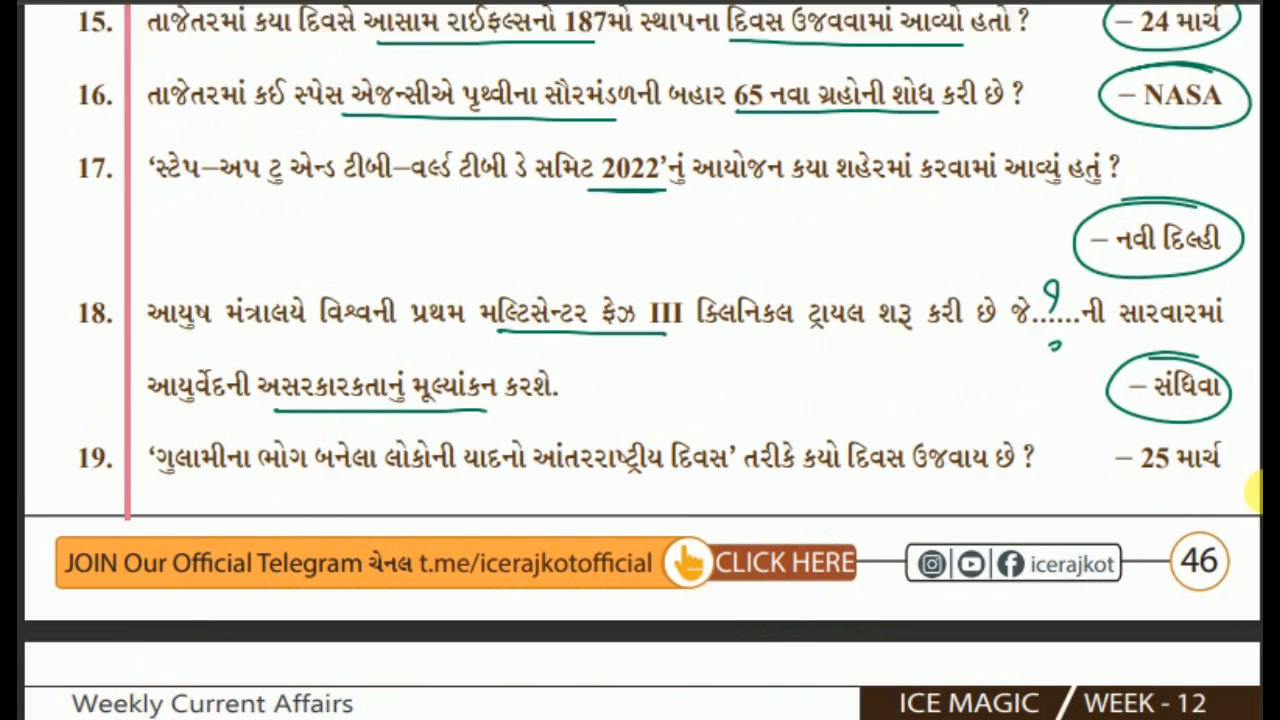 15. તાજેતરમાં કયા દિવસે આસામ રાઈફલ્સનો 187મો સ્થાપના દિવસ ઉજવવામાં આવ્યો હતો ? – 24 માર્ચ
16. તાજેતરમાં કઈ સ્પેસ એજન્સીએ પૃથ્વીના સૌરમંડળની બહાર 65 નવા ગ્રહોની શોધ કરી છે ? – NASA
17. ‘સ્ટેપ–અપ ટુ એન્ડ ટીબી–વર્લ્ડ ટીબી ડે સમિટ 2022’નું આયોજન કયા શહેરમાં કરવામાં આવ્યું હતું ?
– નવી દિલ્હી
18. આયુષ મંત્રાલયે વિશ્વની પ્રથમ મલ્ટિસેન્ટર ફેઝ III ક્લિનિકલ ટ્રાયલ શરૂ કરી છે જે......ની સારવારમાં
આયુર્વેદની અસરકારકતાનું મૂલ્યાંકન કરશે. – સંધિવા
19. ‘ગુલામીના ભોગ બનેલા લોકોની યાદનો આંતરરાષ્ટ્રીય દિવસ’ તરીકે કયો દિવસ ઉજવાય છે ? – 25 માર્ચ
JOIN Our Official Telegram ચેનલ t.me/icerajkotofficial CLICK HERE icerajkot 46
Weekly Current Affairs ICE MAGIC / WEEK - 12